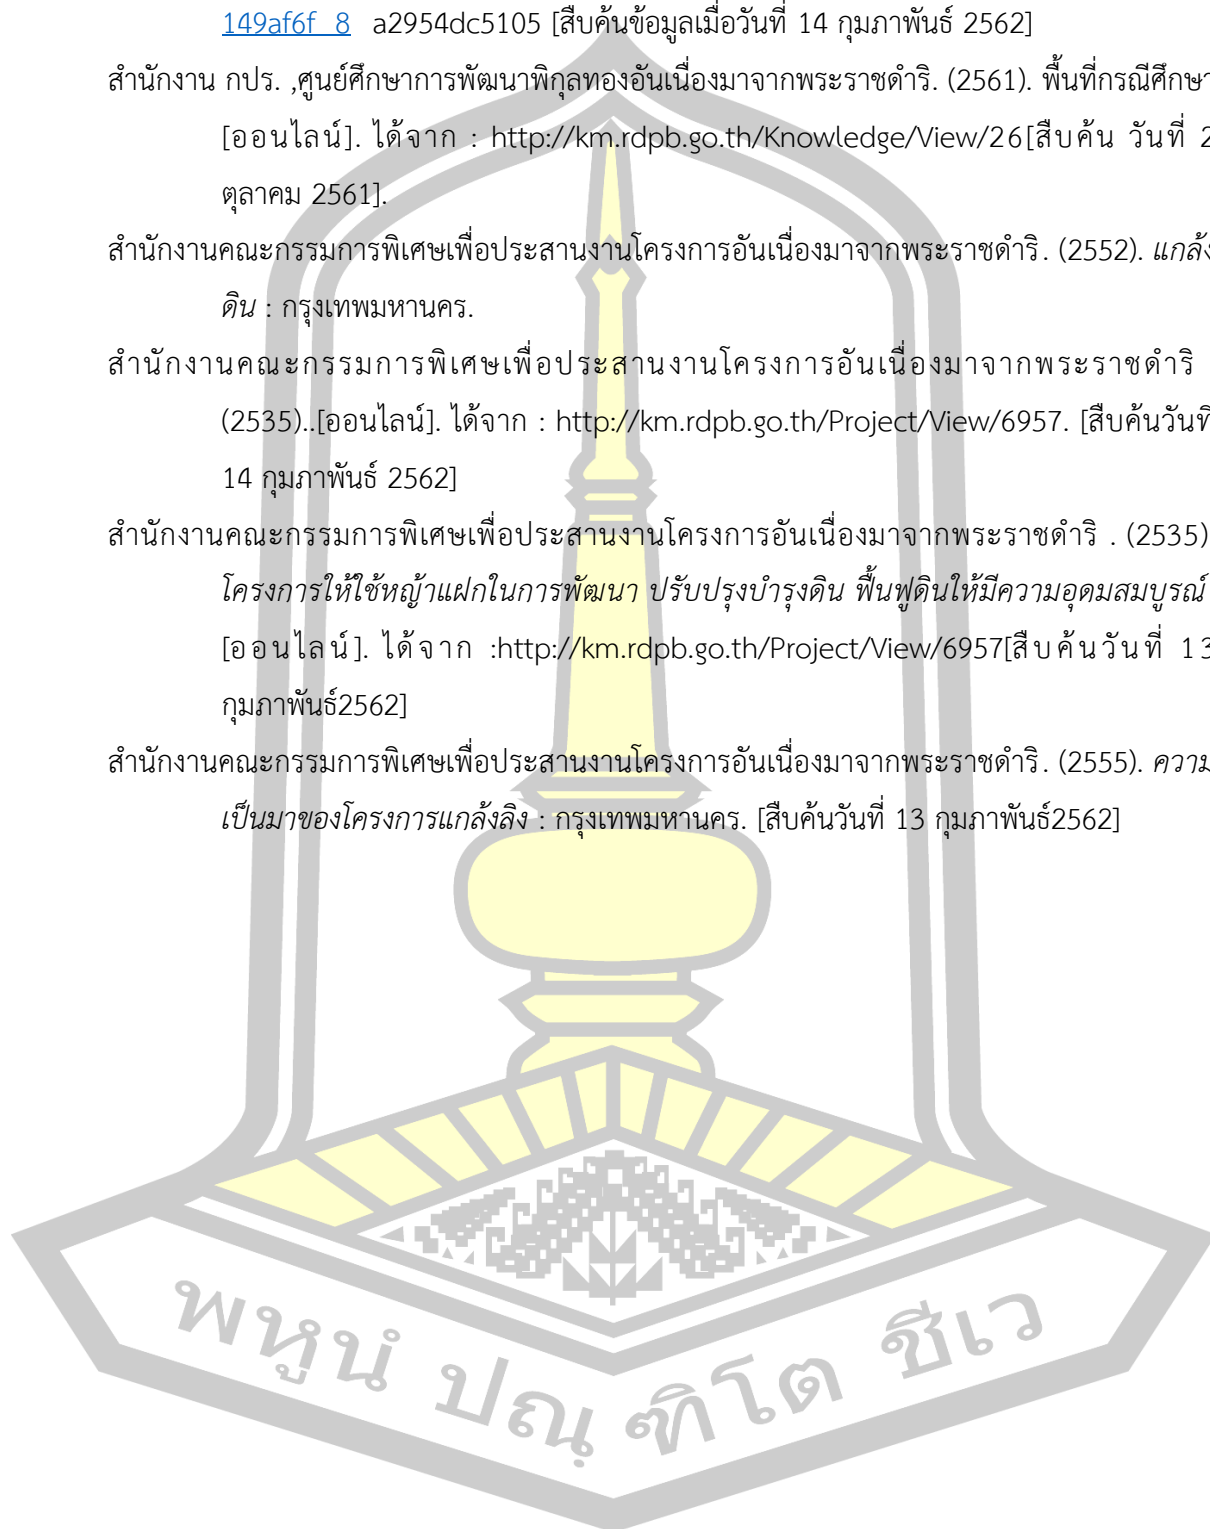 149af6f_8 a2954dc5105 [สืบค้นข้อมูลเมื่อวันที่ 14 กุมภาพันธ์ 2562]
สำนักงาน กปร. ,ศูนย์ศึกษาการพัฒนาพิกุลทองอันเนื่องมาจากพระราชดำริ. (2561). พื้นที่กรณีศึกษา
[ออนไลน์]. ได้จาก : http://km.rdpb.go.th/Knowledge/View/26[สืบค้น วันที่ 2
ตุลาคม 2561].
สำนักงานคณะกรรมการพิเศษเพื่อประสานงานโครงการอันเนื่องมาจากพระราชดำริ. (2552). แกล้ง
ดิน : กรุงเทพมหานคร.
สำนักงานคณะกรรมการพิเศษเพื่อประสานงานโครงการอันเนื่องมาจากพระราชดำริ
(2535)..[ออนไลน์]. ได้จาก : http://km.rdpb.go.th/Project/View/6957. [สืบค้นวันที่
14 กุมภาพันธ์ 2562]
สำนักงานคณะกรรมการพิเศษเพื่อประสานงานโครงการอันเนื่องมาจากพระราชดำริ . (2535)
โครงการให้ใช้หญ้าแฝกในการพัฒนา ปรับปรุงบำรุงดิน ฟื้นฟูดินให้มีความอุดมสมบูรณ์
[ออนไลน์]. ได้จาก :http://km.rdpb.go.th/Project/View/6957[สืบค้นวันที่ 13
กุมภาพันธ์2562]
สำนักงานคณะกรรมการพิเศษเพื่อประสานงานโครงการอันเนื่องมาจากพระราชดำริ. (2555). ความ
เป็นมาของโครงการแกล้งลิง : กรุงเทพมหานคร. [สืบค้นวันที่ 13 กุมภาพันธ์2562]
พหูนํ ปณฺฑิโต ชีเว